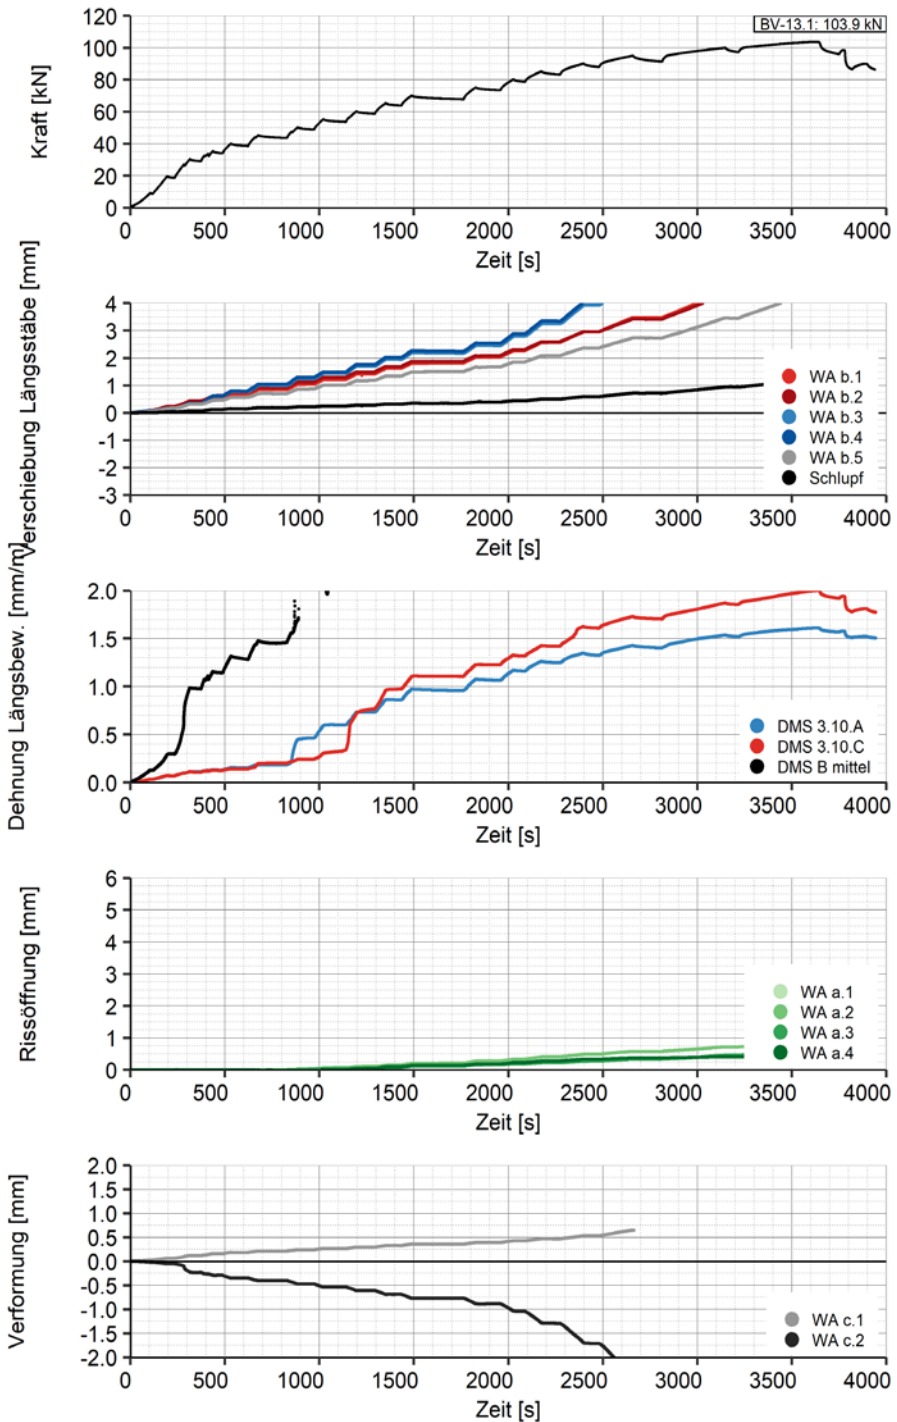 BV-13.1: 103.9 kN
Kraft [kN]
120
100
80
60
40
20
0
0 500 1000 1500 2000 2500 3000 3500 4000
Zeit [s]
Verschiebung Längsstäbe [mm]
4
3
2
1
0
-1
-2
-3
WA b.1
WA b.2
WA b.3
WA b.4
WA b.5
Schlupf
0 500 1000 1500 2000 2500 3000 3500 4000
Zeit [s]
Dehnung Längsbew. [mm/m]
2.0
1.5
1.0
0.5
0.0
DMS 3.10.A
DMS 3.10.C
DMS B mittel
0 500 1000 1500 2000 2500 3000 3500 4000
Zeit [s]
Rissöffnung [mm]
6
5
4
3
2
1
0
WA a.1
WA a.2
WA a.3
WA a.4
0 500 1000 1500 2000 2500 3000 3500 4000
Zeit [s]
Verformung [mm]
2.0
1.5
1.0
0.5
0.0
-0.5
-1.0
-1.5
-2.0
WA c.1
WA c.2
0 500 1000 1500 2000 2500 3000 3500 4000
Zeit [s]